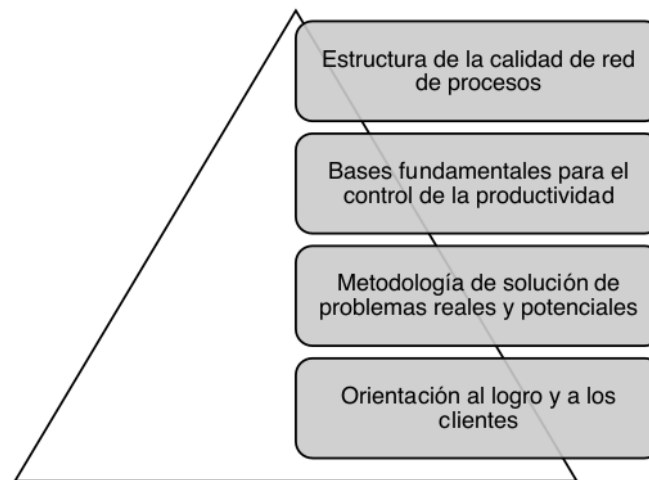 Estructura de la calidad de red
de procesos
Bases fundamentales para el
control de la productividad
Metodología de solución de
problemas reales y potenciales
Orientación al logro y a los
clientes